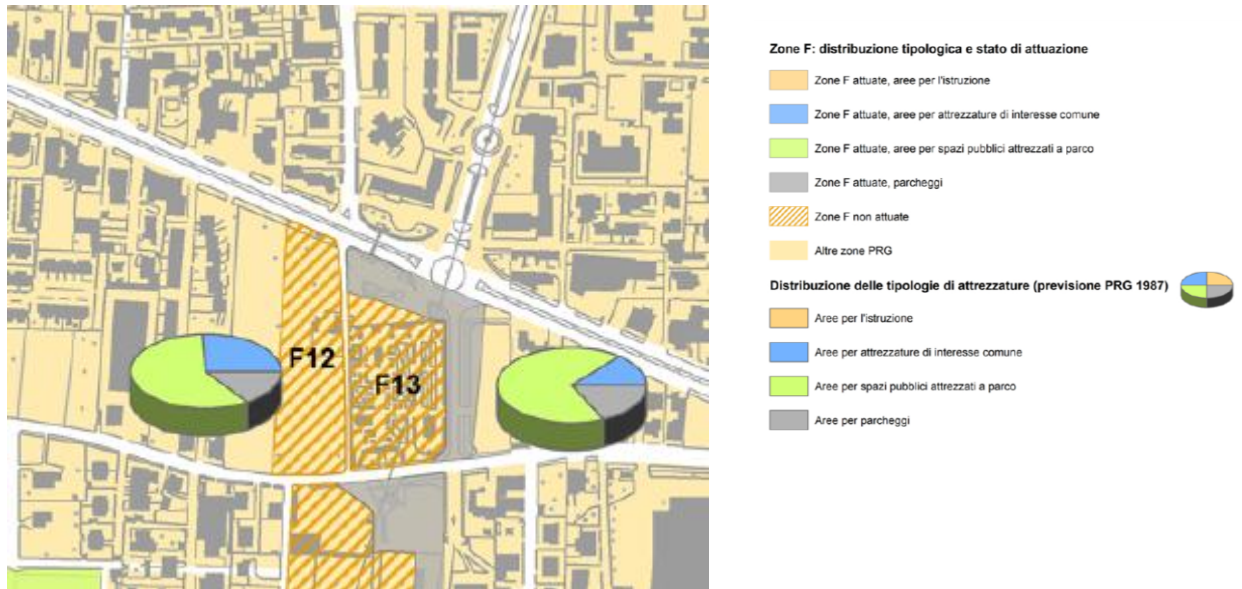 Zone F: distribuzione tipologica e stato di attuazione
Zone F attuate, aree per l'istruzione
Zone F attuate, aree per attrezzature di interesse comune
Zone F attuate, aree per spazi pubblici attrezzati a parco
Zone F attuate, parcheggi
Zone F non attuate
Altre zone PRG
Distribuzione delle tipologie di attrezzature (previsione PRG 1987)
Aree per l'istruzione
Aree per attrezzature di interesse comune
Aree per spazi pubblici attrezzati a parco
Aree per parcheggi
F12
F13